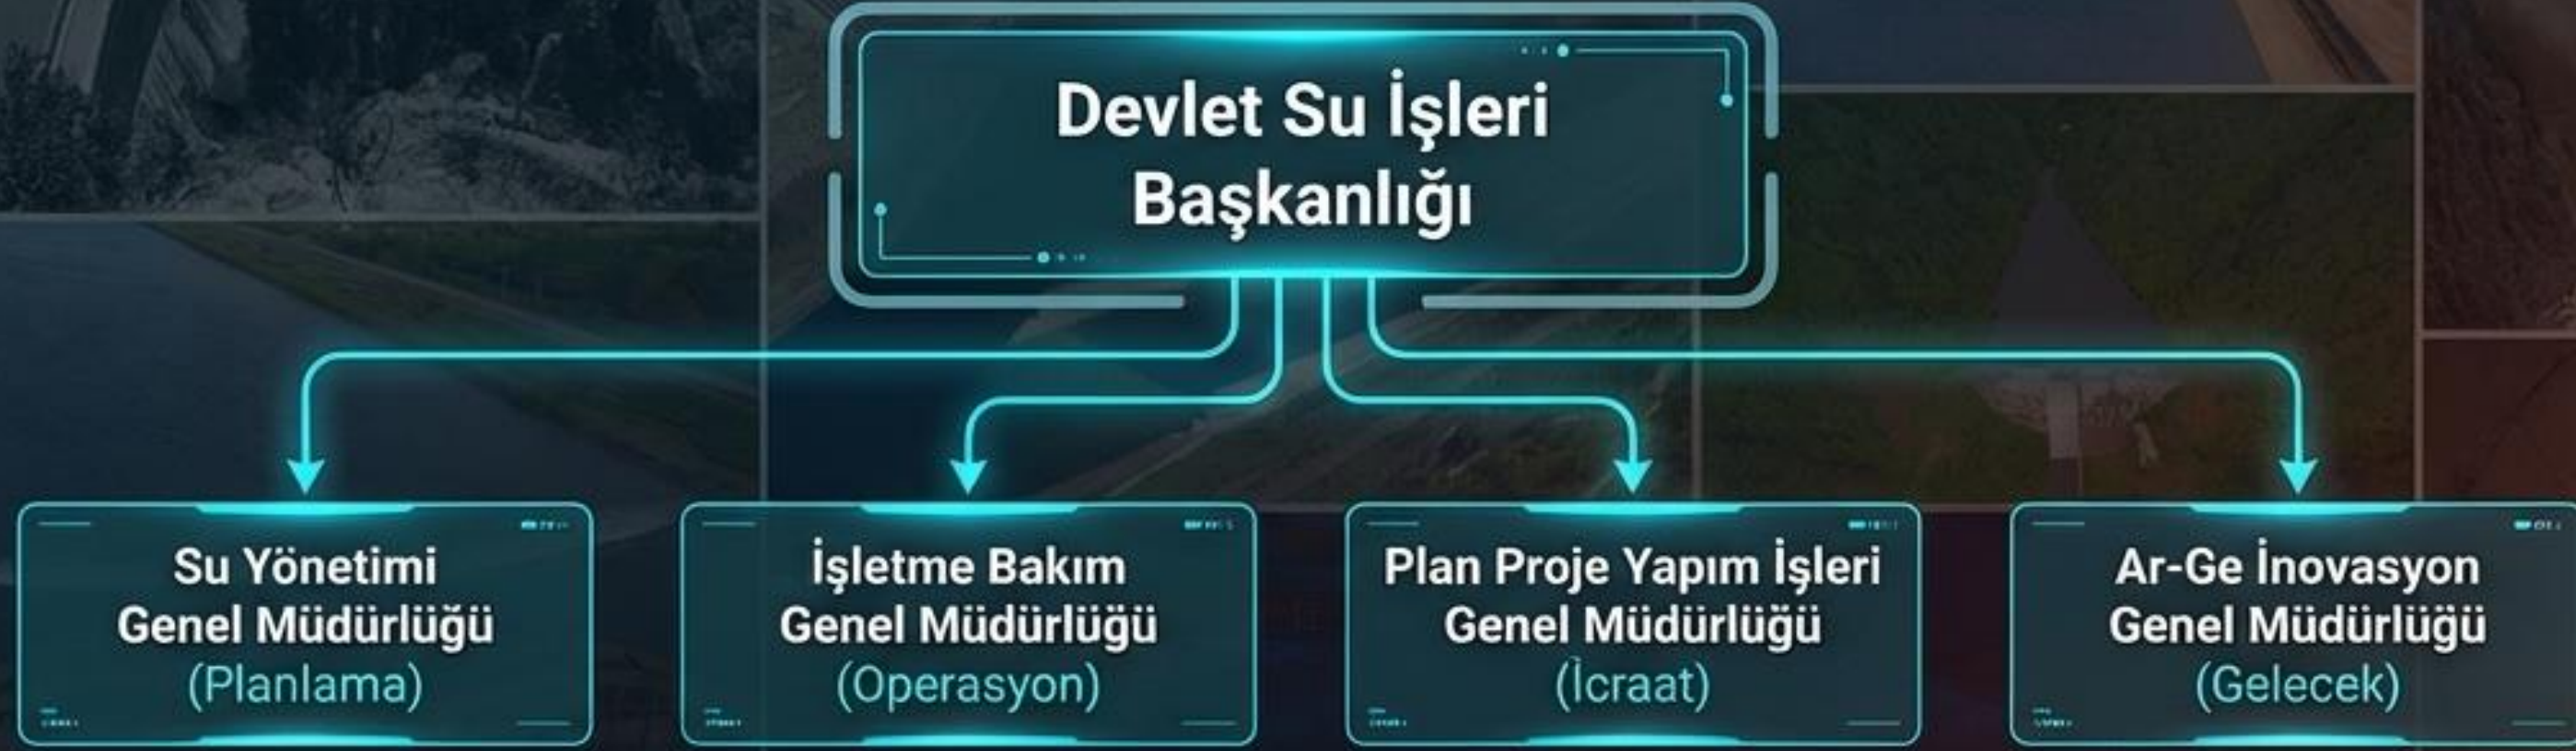 Devlet Su İşleri
Başkanlığı
Su Yönetimi
Genel Müdürlüğü
(Planlama)
İşletme Bakım
Genel Müdürlüğü
(Operasyon)
Plan Proje Yapım İşleri
Genel Müdürlüğü
(İcraat)
Ar-Ge İnovasyon
Genel Müdürlüğü
(Gelecek)